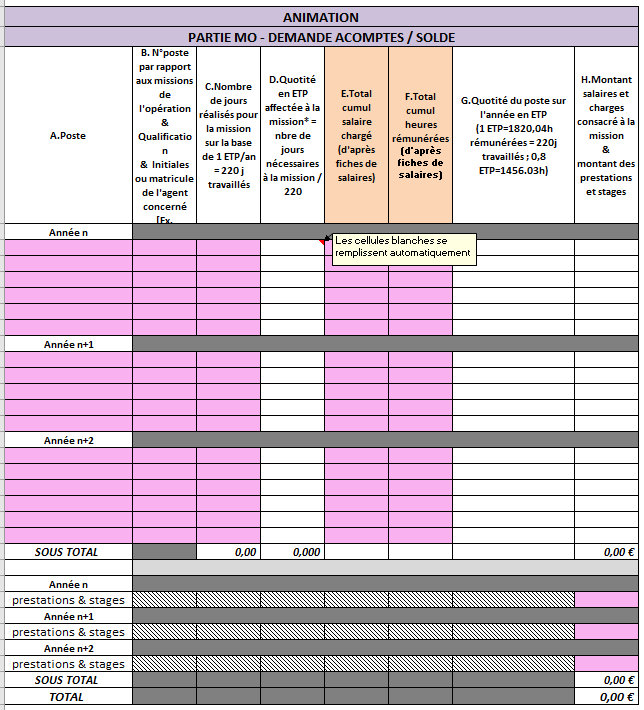 ANIMATION
PARTIE MO - DEMANDE ACOMPTES / SOLDE
A.Poste
B. N°poste
par rapport
aux missions
de
l'opération
&
Qualificatio
n
& Initiales
ou matricule
de l'agent
concerné
[Ex.
C.Nombre
de jours
réalisés pour
la mission
sur la base
de 1 ETP/an
= 220 j
travaillés
D.Quotité
en ETP
affectée à la
mission* =
nbre de
jours
nécessaires
à la mission /
220
E.Total
cumul
salaire
chargé
(d'après
fiches de
salaires)
F.Total
cumul
heures
rémunérées
(d'après
fiches de
salaires)
G.Quotité du poste sur
l'année en ETP
(1 ETP=1820,04h
rémunérées = 220j
travaillés ; 0,8
ETP=1456.03h)
H.Montant
salaires et
charges
consacré à la
mission
&
montant des
prestations
et stages
Année n
Les cellules blanches se
remplissent automatiquement
Année n+1
Année n+2
SOUS TOTAL 0,00 0,000 0,00 €
Année n
prestations & stages
Année n+1
prestations & stages
Année n+2
prestations & stages
SOUS TOTAL 0,00 €
TOTAL 0,00 €